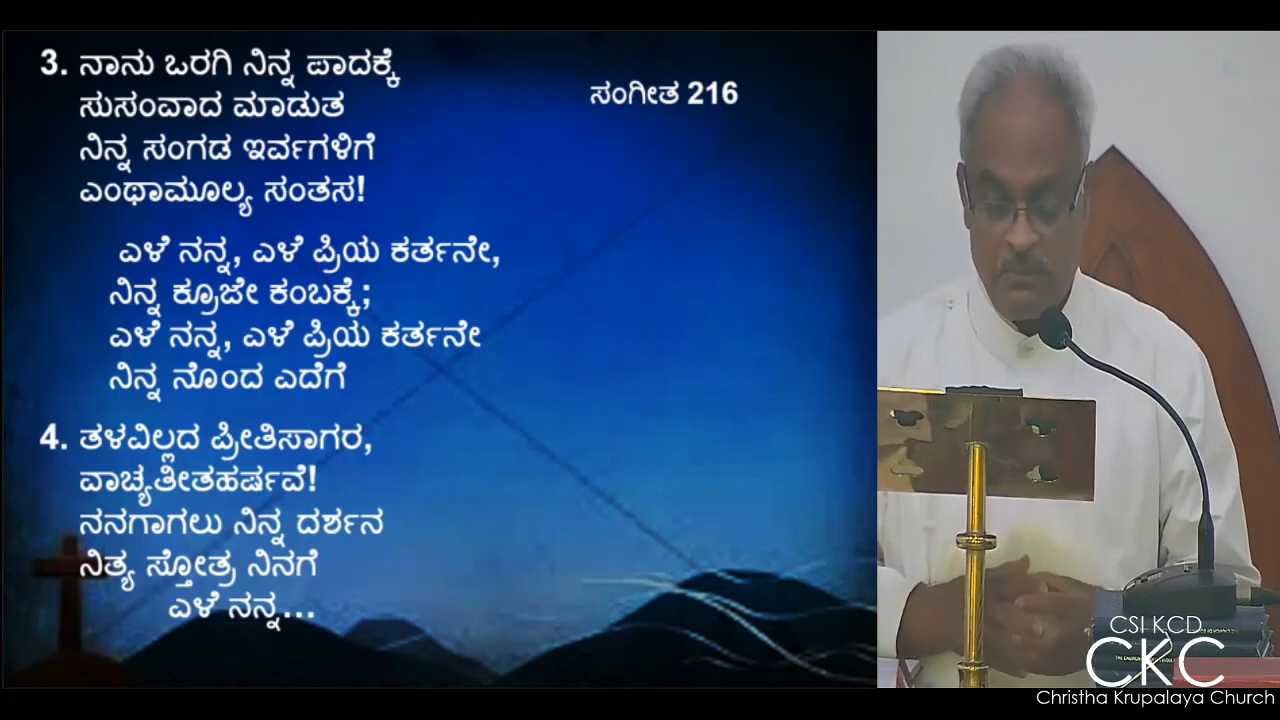 3. ನಾನು ಒರಗಿ ನಿನ್ನ ಪಾದಕ್ಕೆ
ಸುಸಂವಾದ ಮಾಡುತ
ನಿನ್ನ ಸಂಗಡ ಇರ್ವಗಳಿಗೆ
ಎಂಥಾಮೂಲ್ಯ ಸಂತಸ!
ಸಂಗೀತ 216
ಎಳೆ ನನ್ನ, ಎಳೆ ಪ್ರಿಯ ಕರ್ತನೇ,
ನಿನ್ನ ಕ್ರೂಜೇ ಕಂಬಕ್ಕೆ;
ಎಳೆ ನನ್ನ, ಎಳೆ ಪ್ರಿಯ ಕರ್ತನೇ
ನಿನ್ನ ನೊಂದ ಎದೆಗೆ
4. ತಳವಿಲ್ಲದ ಪ್ರೀತಿಸಾಗರ,
ವಾಚ್ಯತೀತಹರ್ಷವೆ!
ನನಗಾಗಲು ನಿನ್ನ ದರ್ಶನ
ನಿತ್ಯ ಸ್ತೋತ್ರ ನಿನಗೆ
ಎಳೆ ನನ್ನ...
CSI KCD
CKC
Christha Krupalaya Church